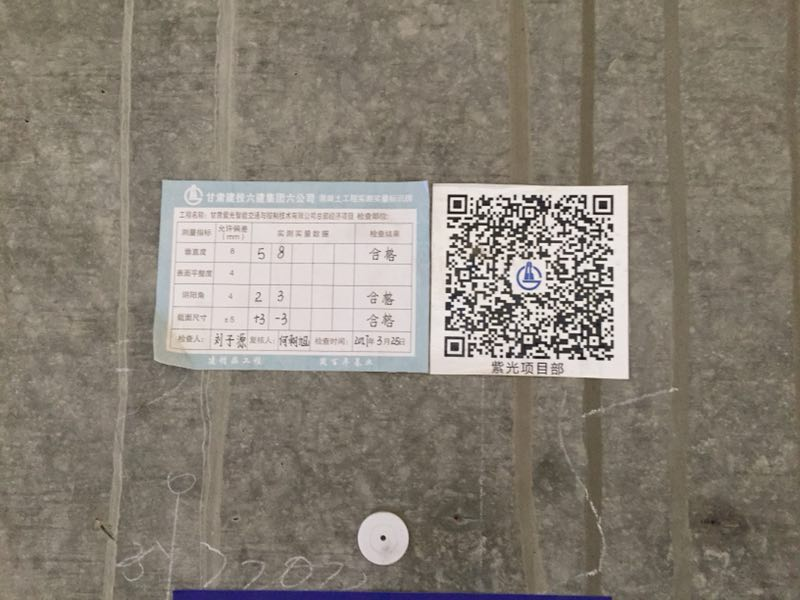 甘肃建投六建集团六公司 混凝土工程实测实量标识牌
工程名称：甘肃紫光智能交通与控制技术有限公司总部经济项目 检查部位：
测量指标 允许偏差（mm） 实测实量数据 检查结果
垂直度 8 5 8 合格
表面平整度 4
阴阳角 4 2 3 合格
截面尺寸 ±5 +3 -3 合格
检查人：刘子源 复核人： 检查时间：2021年3月25日
建精品工程 筑百年基业
紫光项目部